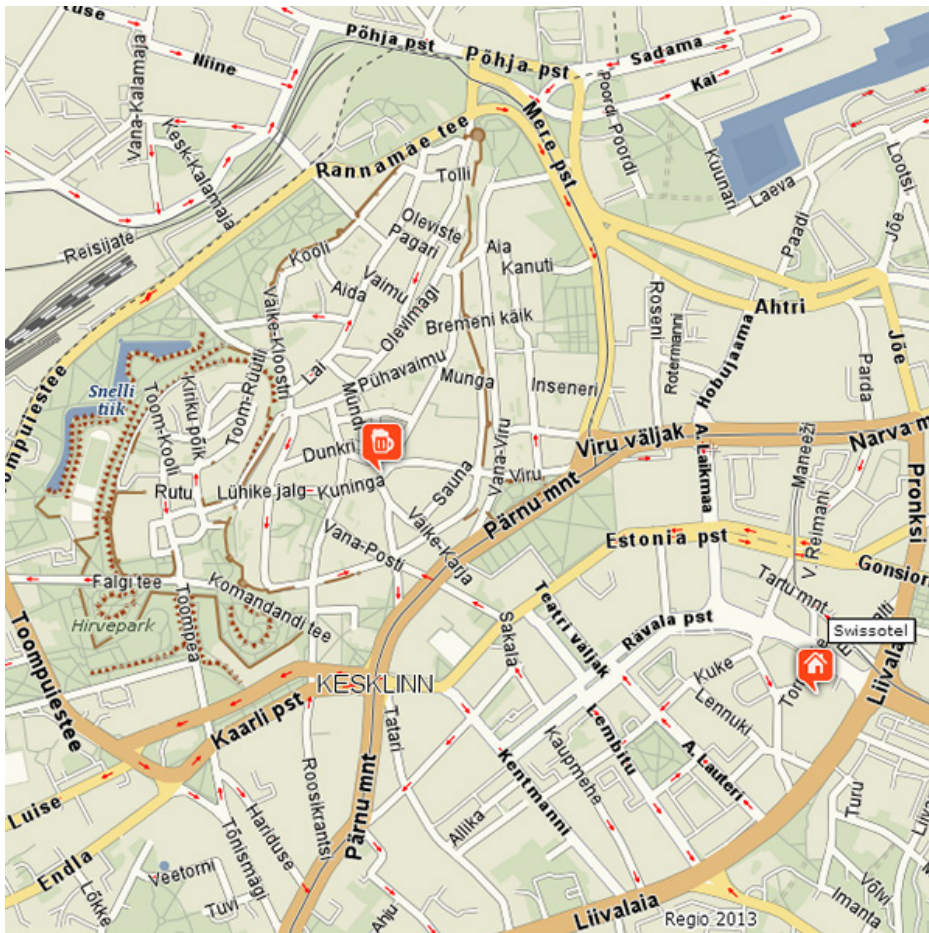 Põhja pst
Põhja pst
Sadama
Kai
Niine
Vana-Kalamaja
Kesk-Kalamaja
Poordi
Poordi
Mere pst
Rannamäe tee
Tolli
Kuunari
Laeva
Lootsi
Jõe
Paadi
Reisijate
Oleviste
Pagari
Kooli
Vaimu
Aida
Olevimägi
Aia
Kanuti
Bremeni käik
Väike-Kloostri
Lai
Pühavaimu
Munga
Inseneri
Roseni
Rotermanni
Hobujaama
Ahtri
Jõe
Parda
Snelli
tiik
Toom-Kooli
Kiriku põik
Toom-Rüütli
Mündi
Dunkri
Rutu
Lühike jalg
Kuninga
Sauna
Vana-Viru
Viru
Viru väljak
A. Laikmaa
Maneeži
V Reimani
Pronksi
Pärnu mnt
Väike-Karja
Vana-Posti
Estonia pst
Falgi tee
Hirvepark
Komandandi tee
Toompea
Toompuiestee
Teatri väljak
Sakala
Rävala pst
Tartu mnt
Swissotel
Liivalaia
KESKLINN
Kaarli pst
Kuke
Lennuki
Lembitu
A. Lauteri
Kaupmehe
Kentmanni
Tatari
Roosikrantsi
Pärnu mnt
Allika
Luise
Endla
Hariduse
Tõnismägi
Veetorni
Tuvi
Lõkke
Ahju
Liivalaia
Turu
Võlvi
Imanta
Regio 2013